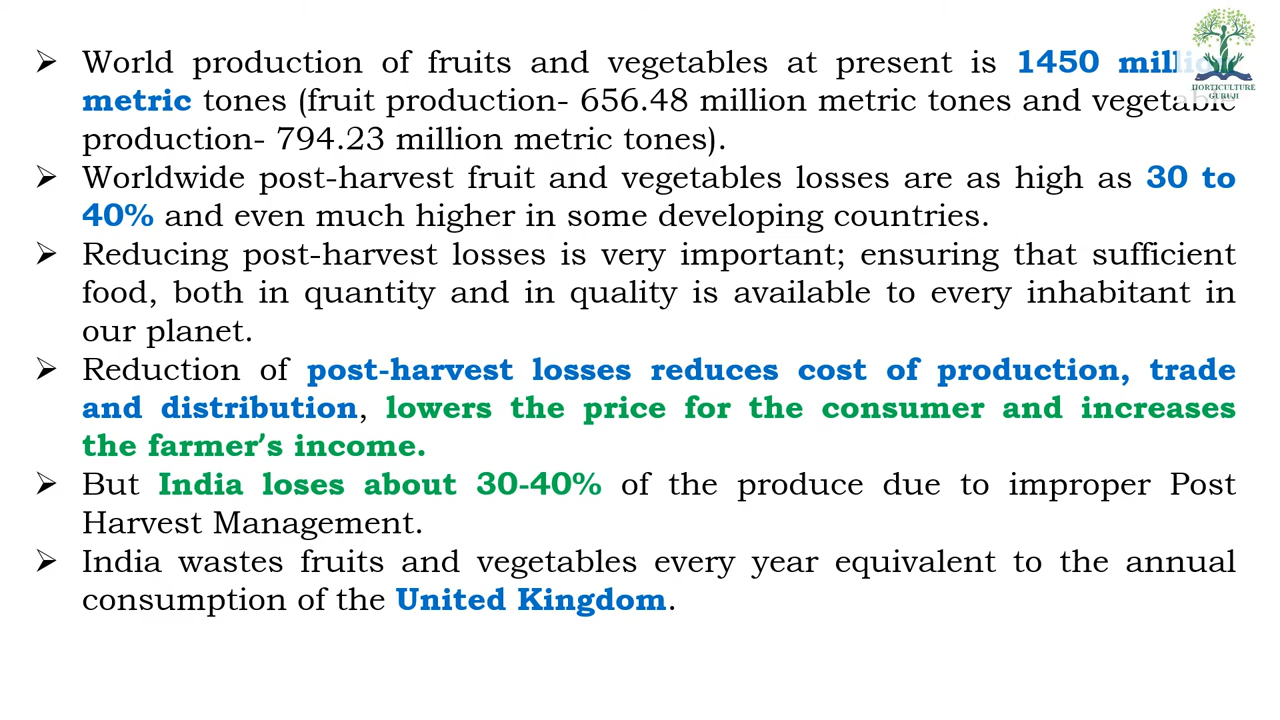 ➤ World production of fruits and vegetables at present is 1450 million
metric tones (fruit production- 656.48 million metric tones and vegetable
production- 794.23 million metric tones).
➤ Worldwide post-harvest fruit and vegetables losses are as high as 30 to
40% and even much higher in some developing countries.
➤ Reducing post-harvest losses is very important; ensuring that sufficient
food, both in quantity and in quality is available to every inhabitant in
our planet.
➤ Reduction of post-harvest losses reduces cost of production, trade
and distribution, lowers the price for the consumer and increases
the farmer's income.
➤ But India loses about 30-40% of the produce due to improper Post
Harvest Management.
➤ India wastes fruits and vegetables every year equivalent to the annual
consumption of the United Kingdom.
HORTICULTURE
GURUJI